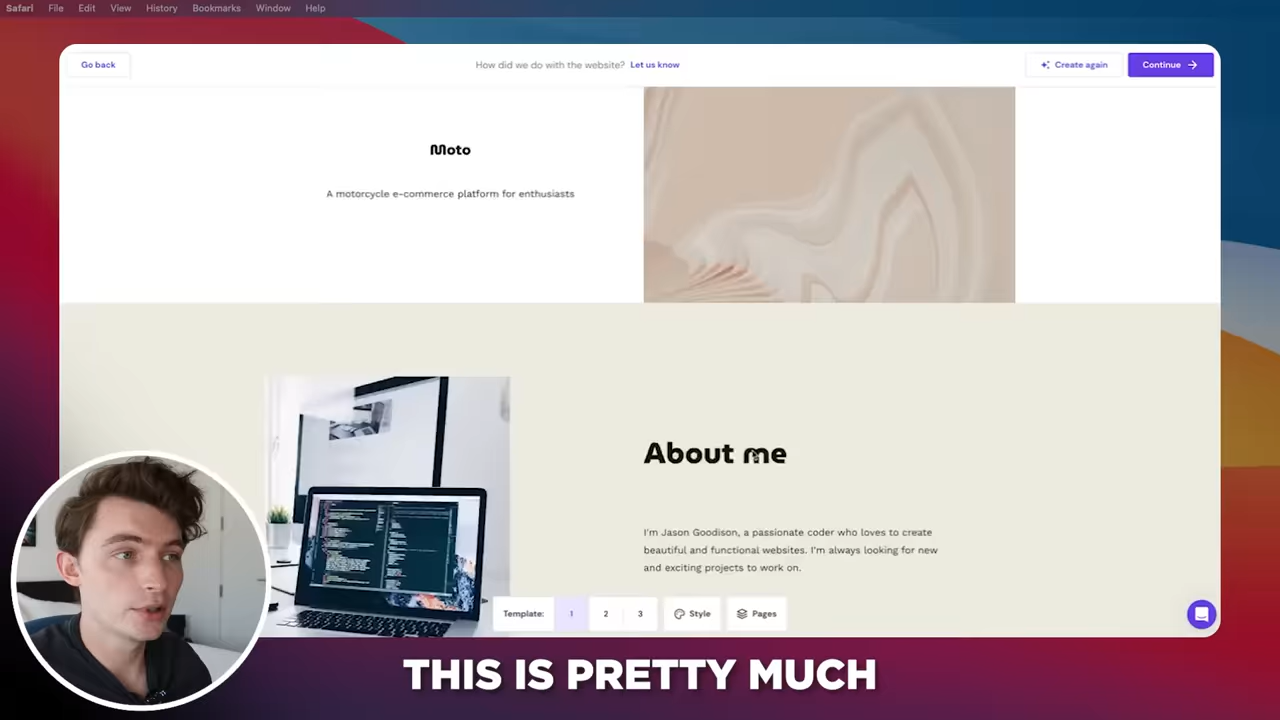 Safari File Edit View History Bookmarks Window Help
Go back
How did we do with the website? Let us know
Create again
Continue
Moto
A motorcycle e-commerce platform for enthusiasts
About me
I'm Jason Goodison, a passionate coder who loves to create
beautiful and functional websites. I'm always looking for new
and exciting projects to work on.
Template: 1 2 3 Style Pages
THIS IS PRETTY MUCH